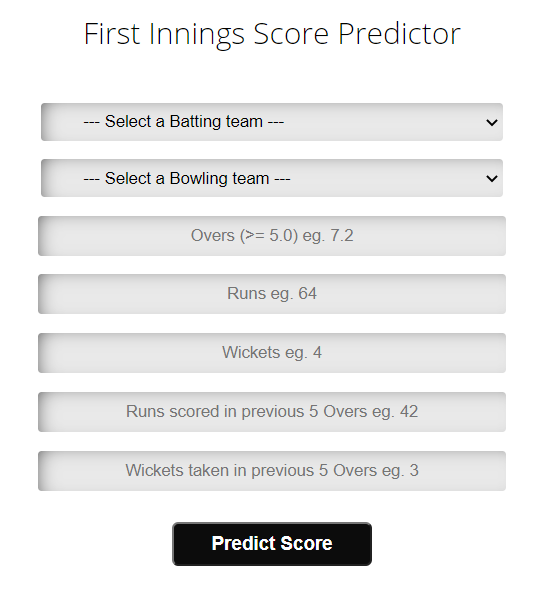 First Innings Score Predictor
--- Select a Batting team ---
--- Select a Bowling team ---
Overs (>= 5.0) eg. 7.2
Runs eg. 64
Wickets eg. 4
Runs scored in previous 5 Overs eg. 42
Wickets taken in previous 5 Overs eg. 3
Predict Score